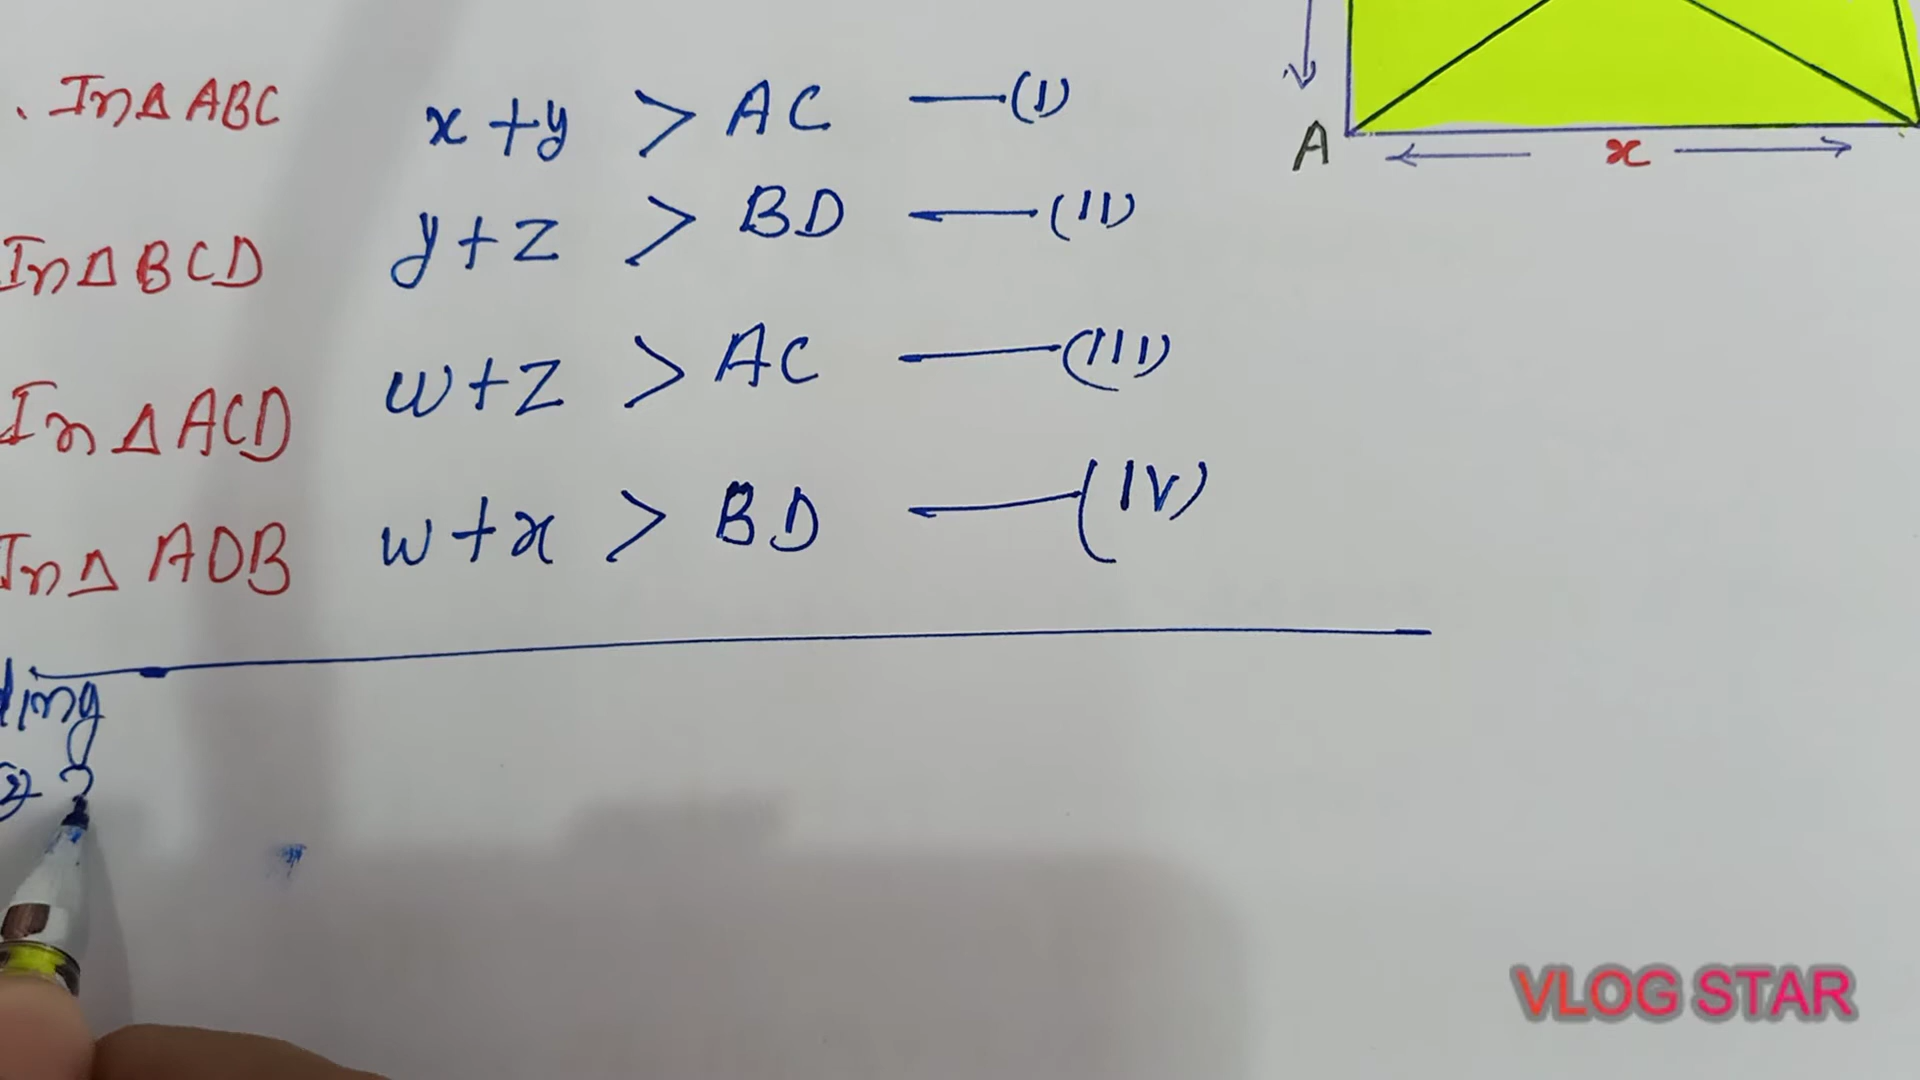 . In Δ ABC x + y > AC —(I)
In Δ BCD y + z > BD —(II)
In Δ ACD w + z > AC —(III)
In Δ ADB w + x > BD —(IV)
A
x
VLOG STAR